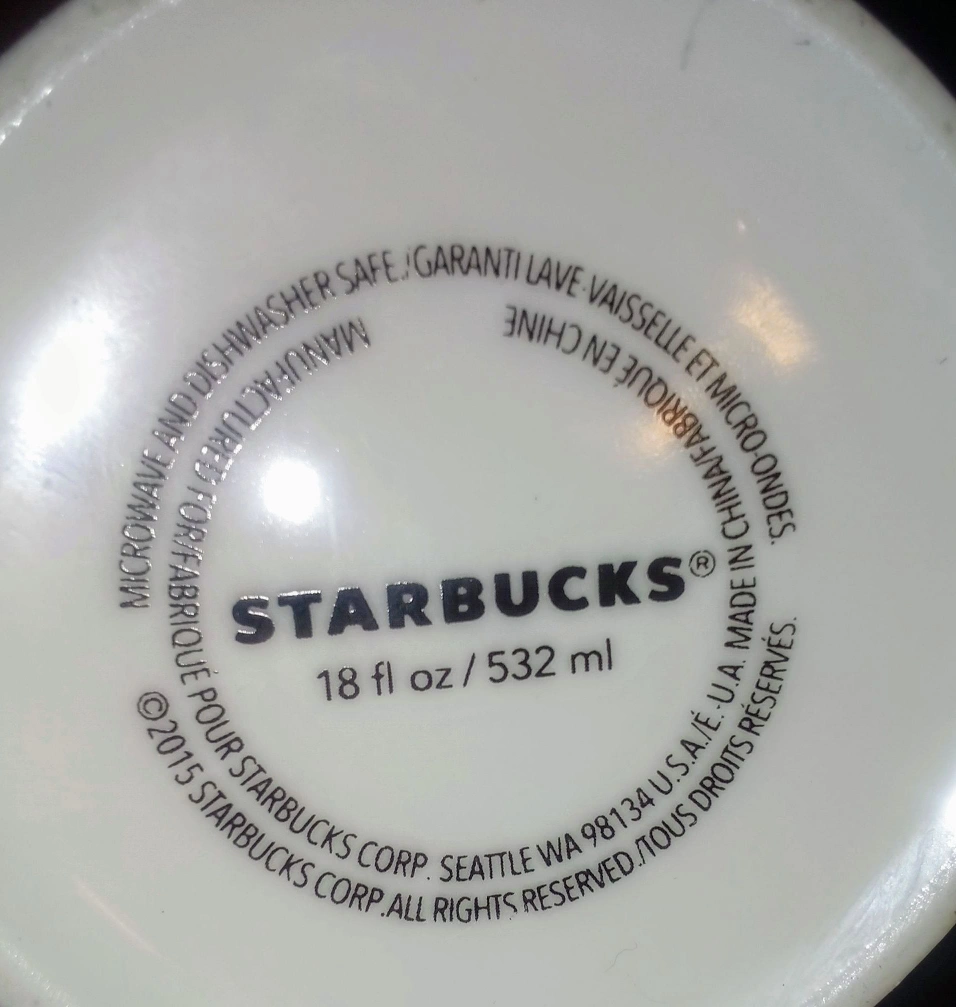 MICROWAVE AND DISHWASHER SAFE./GARANTI LAVE-VAISSELLE ET MICRO-ONDES.
MANUFACTURED FOR/FABRIQUÉ POUR STARBUCKS CORP. SEATTLE WA 98134 U.S.A./É.-U.A. MADE IN CHINA/FABRIQUÉ EN CHINE
STARBUCKS®
18 fl oz / 532 ml
©2015 STARBUCKS CORP.ALL RIGHTS RESERVED./TOUS DROITS RÉSERVÉS.